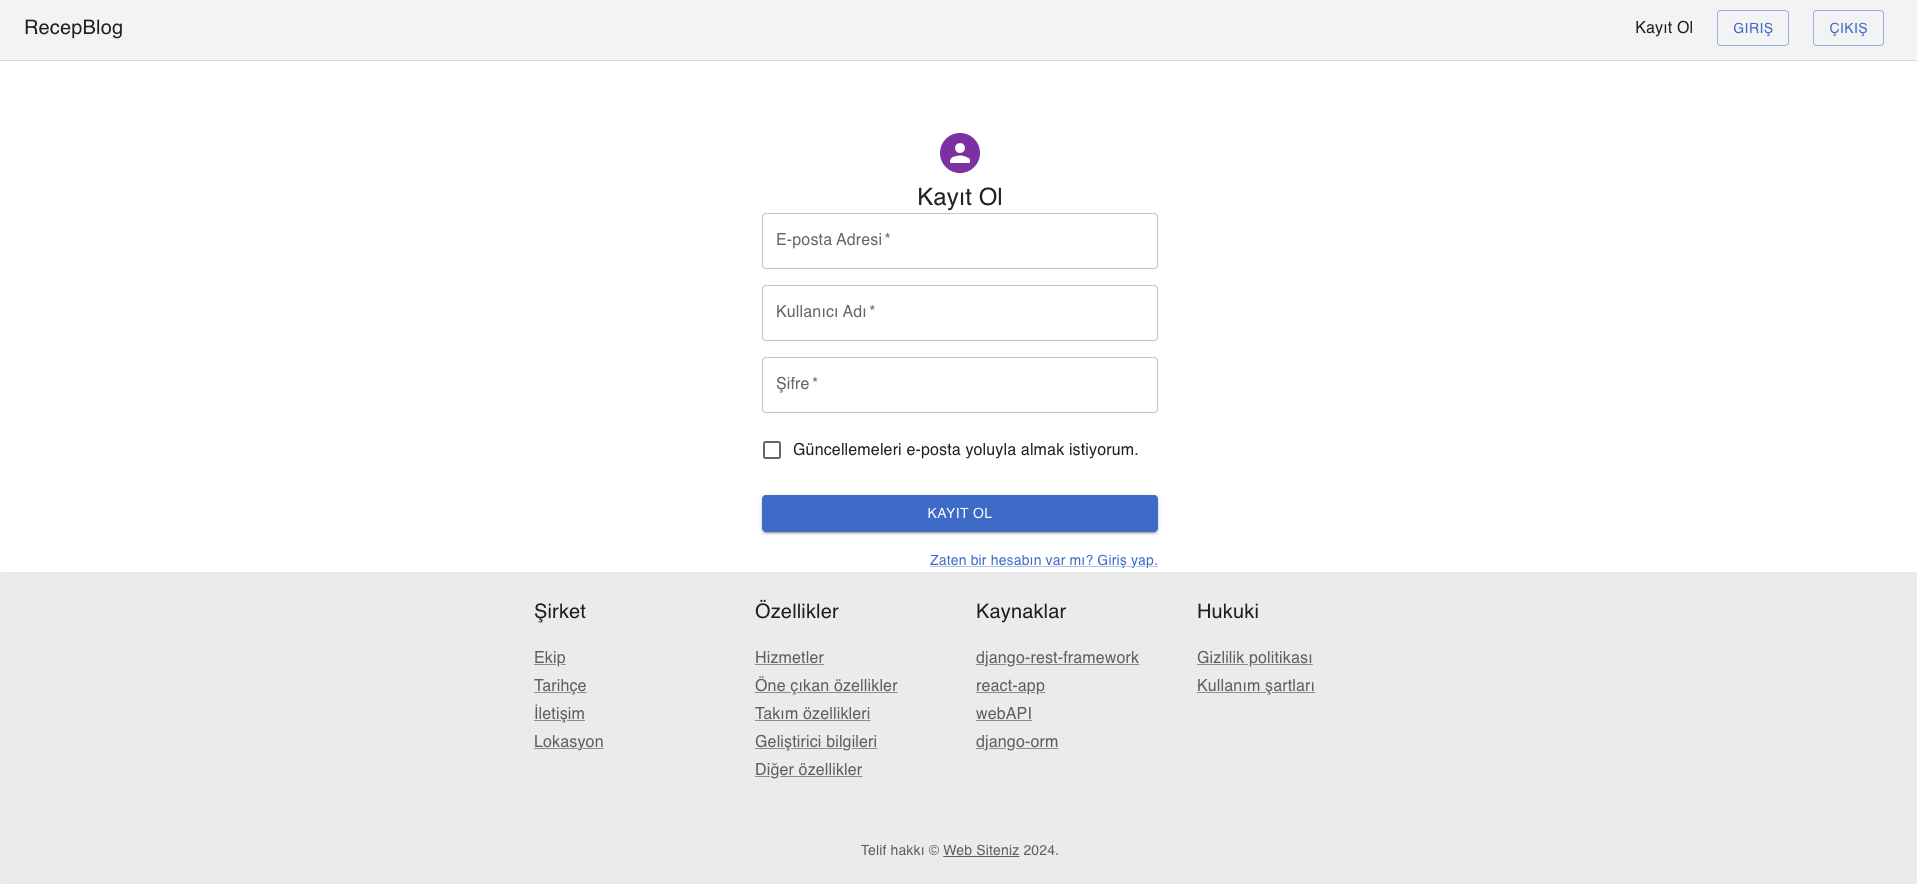 RecepBlog
Kayıt Ol
GIRIŞ
ÇIKIŞ
Kayıt Ol
E-posta Adresi *
Kullanıcı Adı *
Şifre *
Güncellemeleri e-posta yoluyla almak istiyorum.
KAYIT OL
Zaten bir hesabın var mı? Giriş yap.
Şirket
Ekip
Tarihçe
İletişim
Lokasyon
Özellikler
Hizmetler
Öne çıkan özellikler
Takım özellikleri
Geliştirici bilgileri
Diğer özellikler
Kaynaklar
django-rest-framework
react-app
webAPI
django-orm
Hukuki
Gizlilik politikası
Kullanım şartları
Telif hakkı © Web Siteniz 2024.